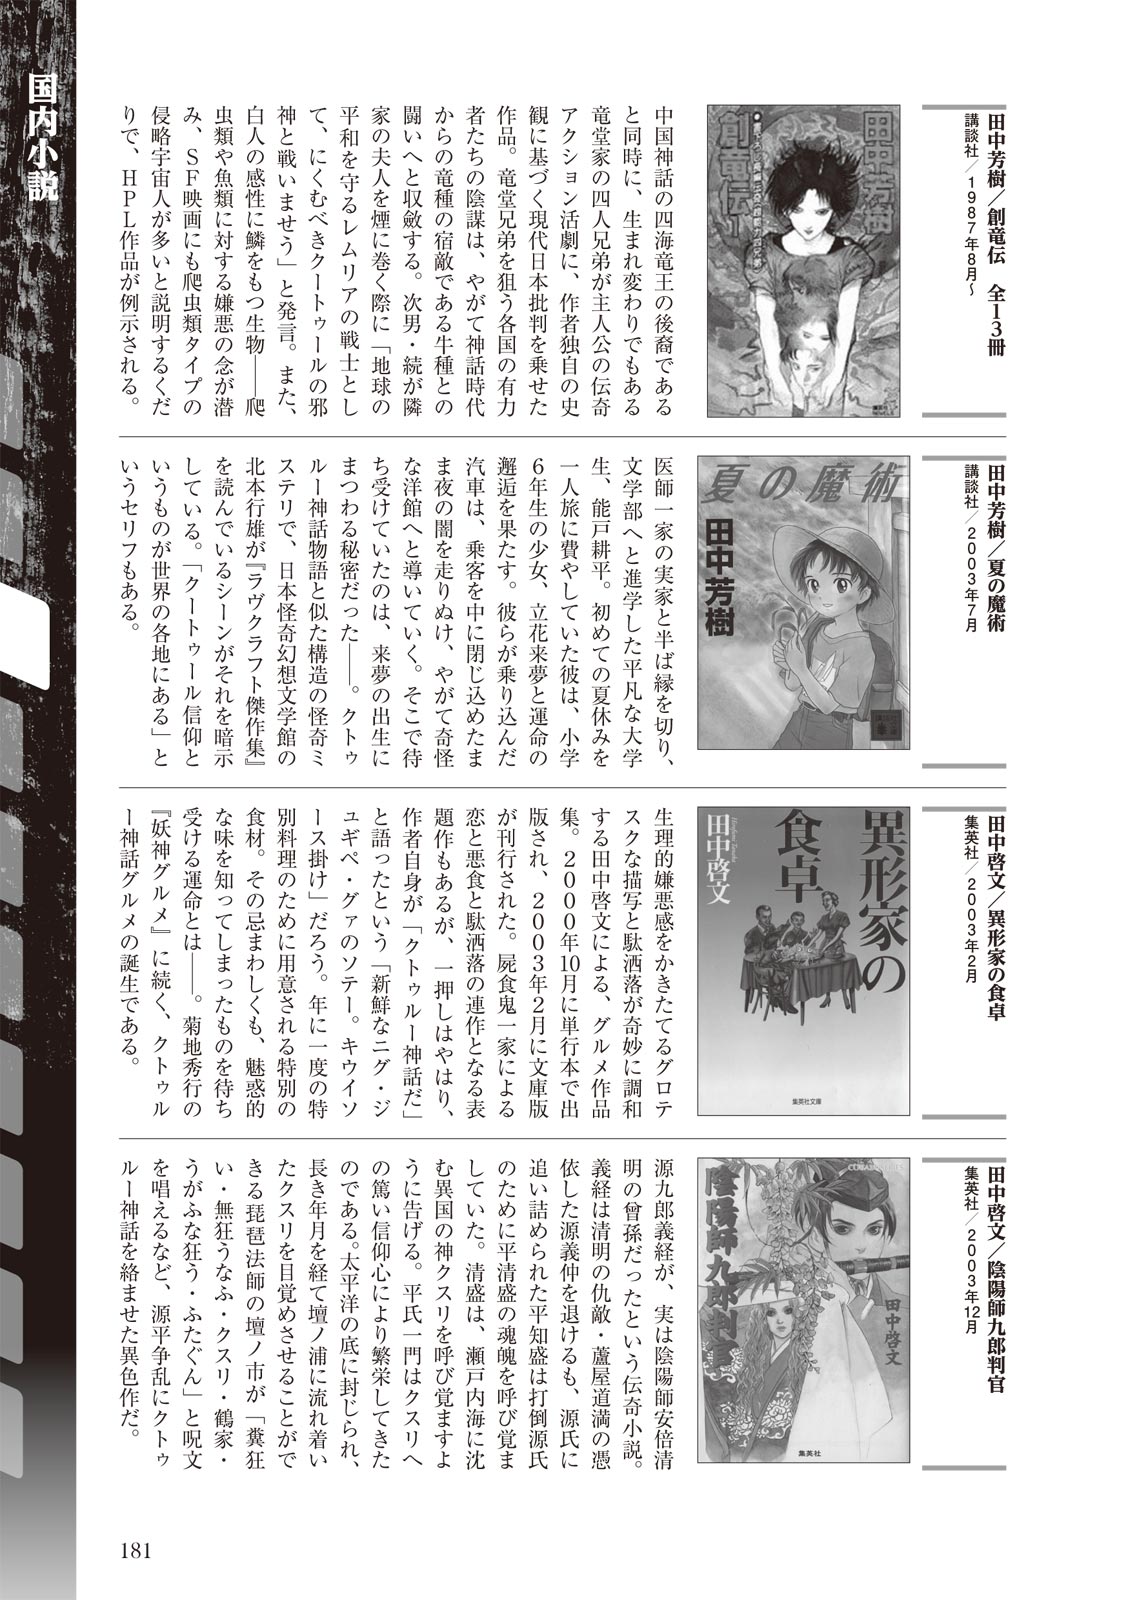 国内小説
田中芳樹／創竜伝　全13冊
講談社／1987年8月～
田中芳樹
創竜伝
中国神話の四海竜王の後裔である
と同時に、生まれ変わりでもある
竜堂家の四人兄弟が主人公の伝奇
アクション活劇に、作者独自の史
観に基づく現代日本批判を乗せた
作品。竜堂兄弟を狙う各国の有力
者たちの陰謀は、やがて神話時代
からの竜種の宿敵である牛種との
闘いへと収斂する。次男・続が隣
家の夫人を煙に巻く際に「地球の
平和を守るレムリアの戦士とし
て、にくむべきクートゥールの邪
神と戦いませう」と発言。また、
白人の感性に鱗をもつ生物――爬
虫類や魚類に対する嫌悪の念が潜
み、ＳＦ映画にも爬虫類タイプの
侵略宇宙人が多いと説明するくだ
りで、ＨＰＬ作品が例示される。
田中芳樹／夏の魔術
講談社／2003年7月
夏の魔術
田中芳樹
医師一家の実家と半ば縁を切り、
文学部へと進学した平凡な大学
生、能戸耕平。初めての夏休みを
一人旅に費やしていた彼は、小学
６年生の少女、立花来夢と運命の
邂逅を果たす。彼らが乗り込んだ
汽車は、乗客を中に閉じ込めたま
ま夜の闇を走りぬけ、やがて奇怪
な洋館へと導いていく。そこで待
ち受けていたのは、来夢の出生に
まつわる秘密だった――。クトゥ
ルー神話物語と似た構造の怪奇ミ
ステリで、日本怪奇幻想文学館の
北本行雄が『ラヴクラフト傑作集』
を読んでいるシーンがそれを暗示
している。「クートゥール信仰と
いうものが世界の各地にある」と
いうセリフもある。
田中啓文／異形家の食卓
集英社／2003年2月
異形家の
食卓
田中啓文
Hirofumi Tanaka
集英社文庫
生理的嫌悪感をかきたてるグロテ
スクな描写と駄洒落が奇妙に調和
する田中啓文による、グルメ作品
集。２０００年10月に単行本で出
版され、２００３年２月に文庫版
が刊行された。屍食鬼一家による
恋と悪食と駄洒落の連作となる表
題作もあるが、一押しはやはり、
作者自身が「クトゥルー神話だ」
と語ったという「新鮮なニグ・ジ
ュギペ・グァのソテー。キウイソ
ース掛け」だろう。年に一度の特
別料理のために用意される特別の
食材。その忌まわしくも、魅惑的
な味を知ってしまったものを待ち
受ける運命とは――。菊地秀行の
『妖神グルメ』に続く、クトゥル
ー神話グルメの誕生である。
田中啓文／陰陽師九郎判官
集英社／2003年12月
陰陽師九郎判官
田中啓文
集英社
源九郎義経が、実は陰陽師安倍清
明の曾孫だったという伝奇小説。
義経は清明の仇敵・蘆屋道満の憑
依した源義仲を退けるも、源氏に
追い詰められた平知盛は打倒源氏
のために平清盛の魂魄を呼び覚ま
していた。清盛は、瀬戸内海に沈
む異国の神クスリを呼び覚ますよ
うに告げる。平氏一門はクスリへ
の篤い信仰心により繁栄してきた
のである。太平洋の底に封じられ、
長き年月を経て壇ノ浦に流れ着い
たクスリを目覚めさせることがで
きる琵琶法師の壇ノ市が「糞狂
い・無狂うなふ・クスリ・鶴家・
うがふな狂う・ふたぐん」と呪文
を唱えるなど、源平争乱にクトゥ
ルー神話を絡ませた異色作だ。
181